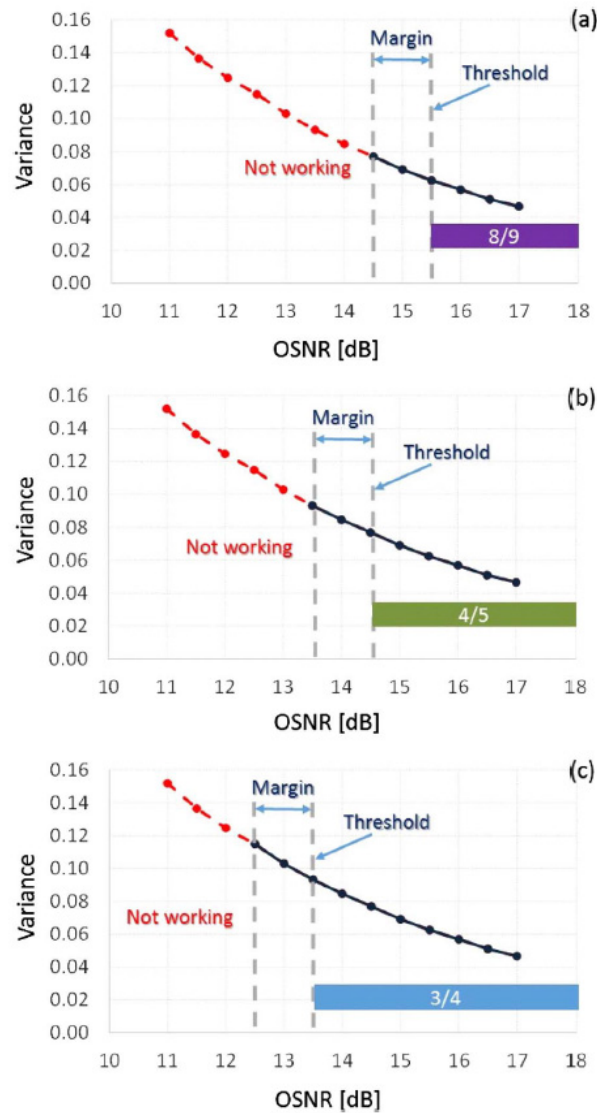 (a)
0.16
0.14
0.12
0.10
0.08
0.06
0.04
0.02
0.00
Variance
Margin
Threshold
Not working
8/9
10 11 12 13 14 15 16 17 18
OSNR [dB]
(b)
0.16
0.14
0.12
0.10
0.08
0.06
0.04
0.02
0.00
Variance
Margin
Threshold
Not working
4/5
10 11 12 13 14 15 16 17 18
OSNR [dB]
(c)
0.16
0.14
0.12
0.10
0.08
0.06
0.04
0.02
0.00
Variance
Margin
Threshold
Not working
3/4
10 11 12 13 14 15 16 17 18
OSNR [dB]